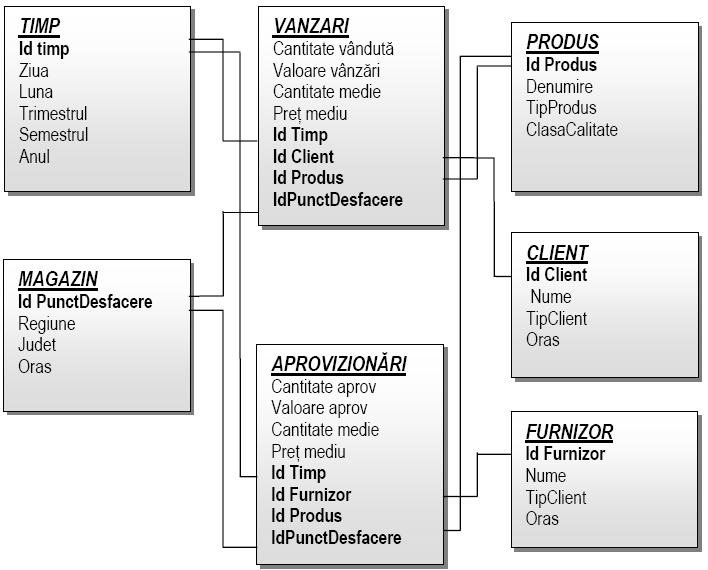 TIMP
Id timp
Ziua
Luna
Trimestrul
Semestrul
Anul
VANZARI
Cantitate vândută
Valoare vânzări
Cantitate medie
Preț mediu
Id Timp
Id Client
Id Produs
IdPunctDesfacere
PRODUS
Id Produs
Denumire
TipProdus
ClasaCalitate
MAGAZIN
Id PunctDesfacere
Regiune
Judet
Oras
CLIENT
Id Client
Nume
TipClient
Oras
APROVIZIONĂRI
Cantitate aprov
Valoare aprov
Cantitate medie
Preț mediu
Id Timp
Id Furnizor
Id Produs
IdPunctDesfacere
FURNIZOR
Id Furnizor
Nume
TipClient
Oras